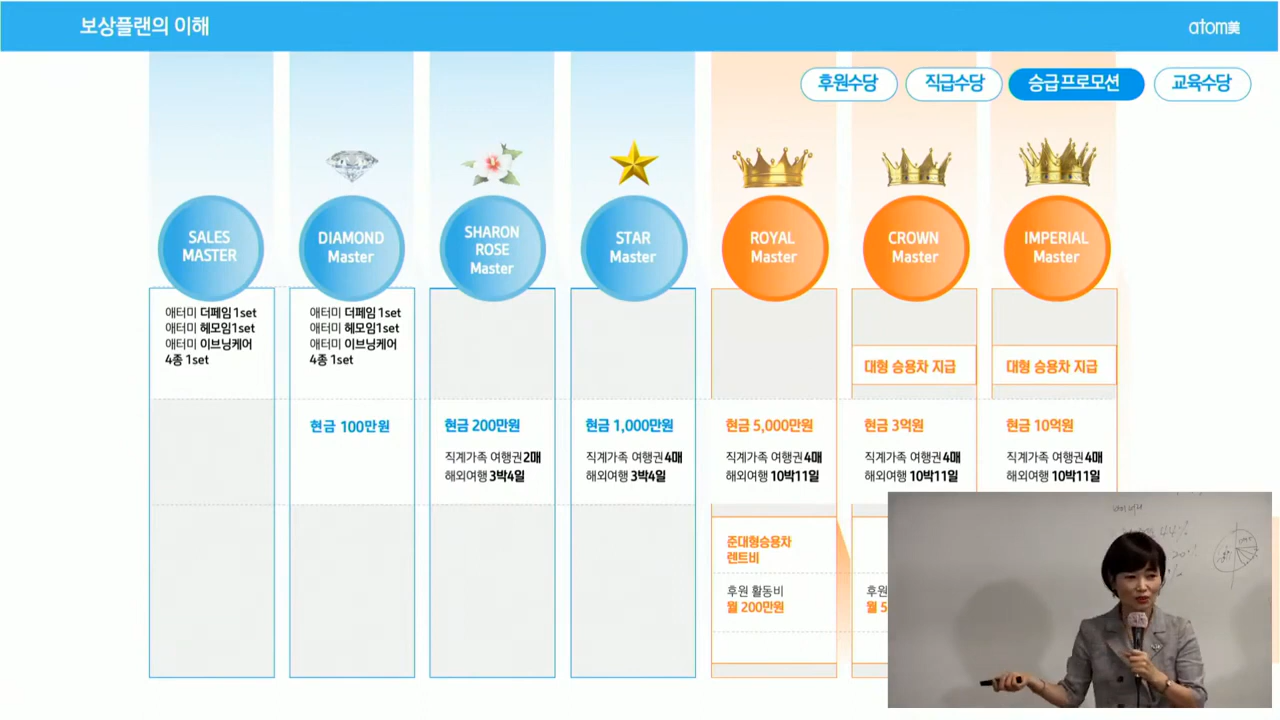 보상플랜의 이해
atom美
후원수당
직급수당
승급 프로모션
교육수당
SALES
MASTER
DIAMOND
Master
SHARON
ROSE
Master
STAR
Master
ROYAL
Master
CROWN
Master
IMPERIAL
Master
애터미 더페임 1set
애터미 헤모임1set
애터미 이브닝케어
4종 1set
애터미 더페임 1set
애터미 헤모임1set
애터미 이브닝케어
4종 1set
대형 승용차 지급
대형 승용차 지급
현금 100만원
현금 200만원
직계가족 여행권 2매
해외여행 3박4일
현금 1,000만원
직계가족 여행권 4매
해외여행 3박4일
현금 5,000만원
직계가족 여행권 4매
해외여행 10박11일
현금 3억원
직계가족 여행권 4매
해외여행 10박11일
현금 10억원
직계가족 여행권 4매
해외여행 10박11일
준대형승용차
렌트비
후원 활동비
월 200만원
후원
월 5
44%
20%